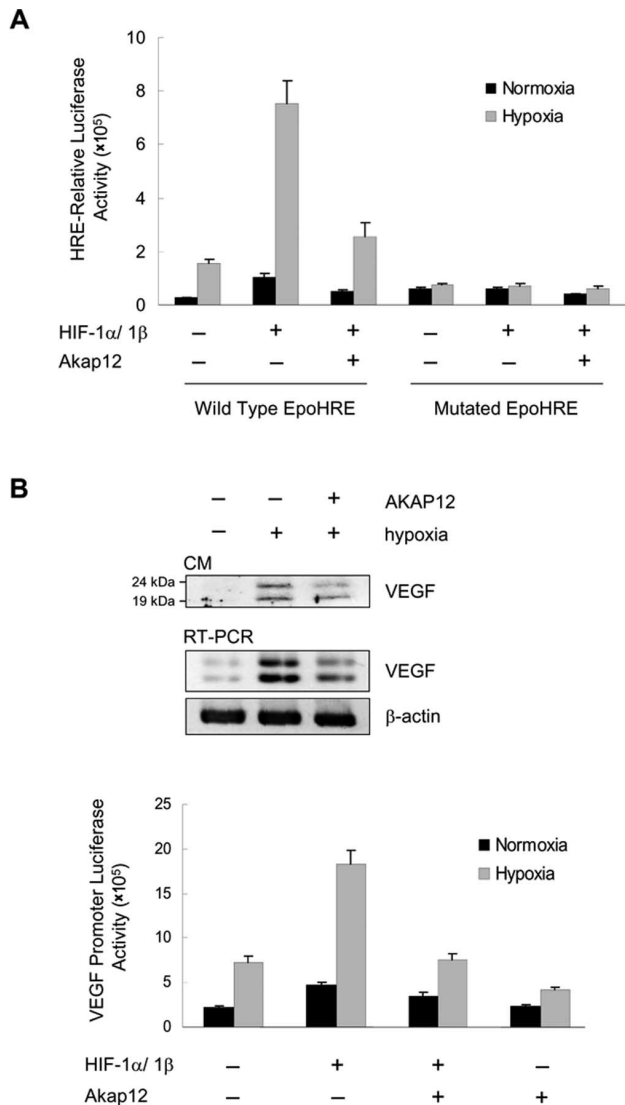 A
HRE-Relative Luciferase
Activity (×10⁵)
10
8
6
4
2
0
Normoxia
Hypoxia
HIF-1α/ 1β – + + – + +
Akap12 – – + – – +
Wild Type EpoHRE Mutated EpoHRE
B
– – + AKAP12
– + + hypoxia
CM
24 kDa
19 kDa
VEGF
RT-PCR
VEGF
β-actin
VEGF Promoter Luciferase
Activity (×10⁵)
25
20
15
10
5
0
Normoxia
Hypoxia
HIF-1α/ 1β – + + –
Akap12 – – + +